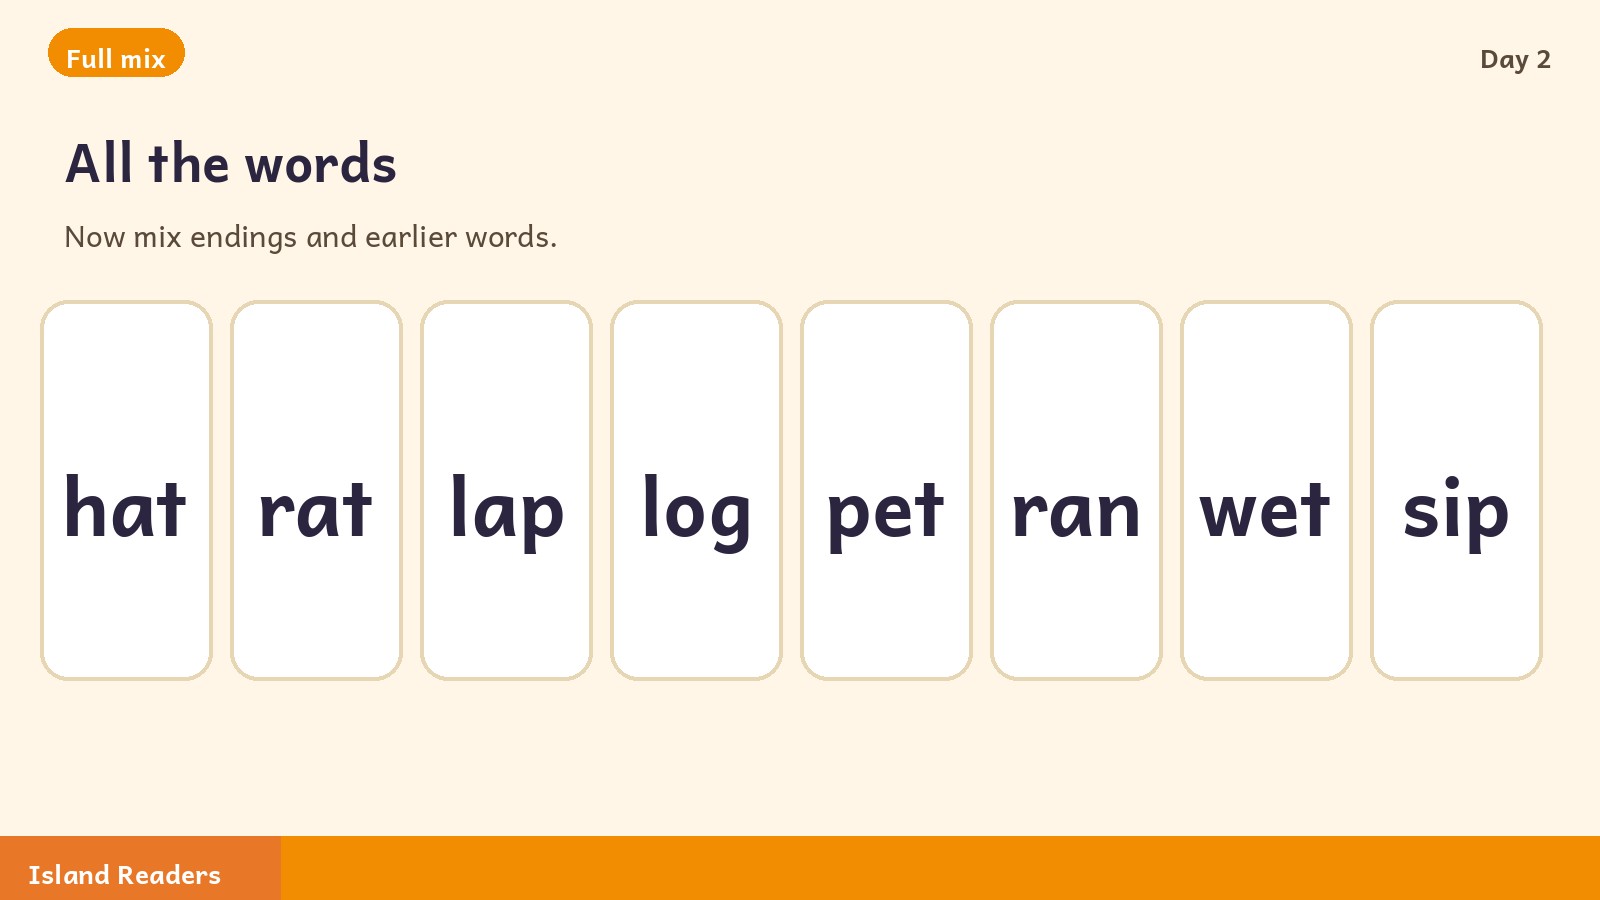 Full mix
Day 2
All the words
Now mix endings and earlier words.
hat rat lap log pet ran wet sip
Island Readers